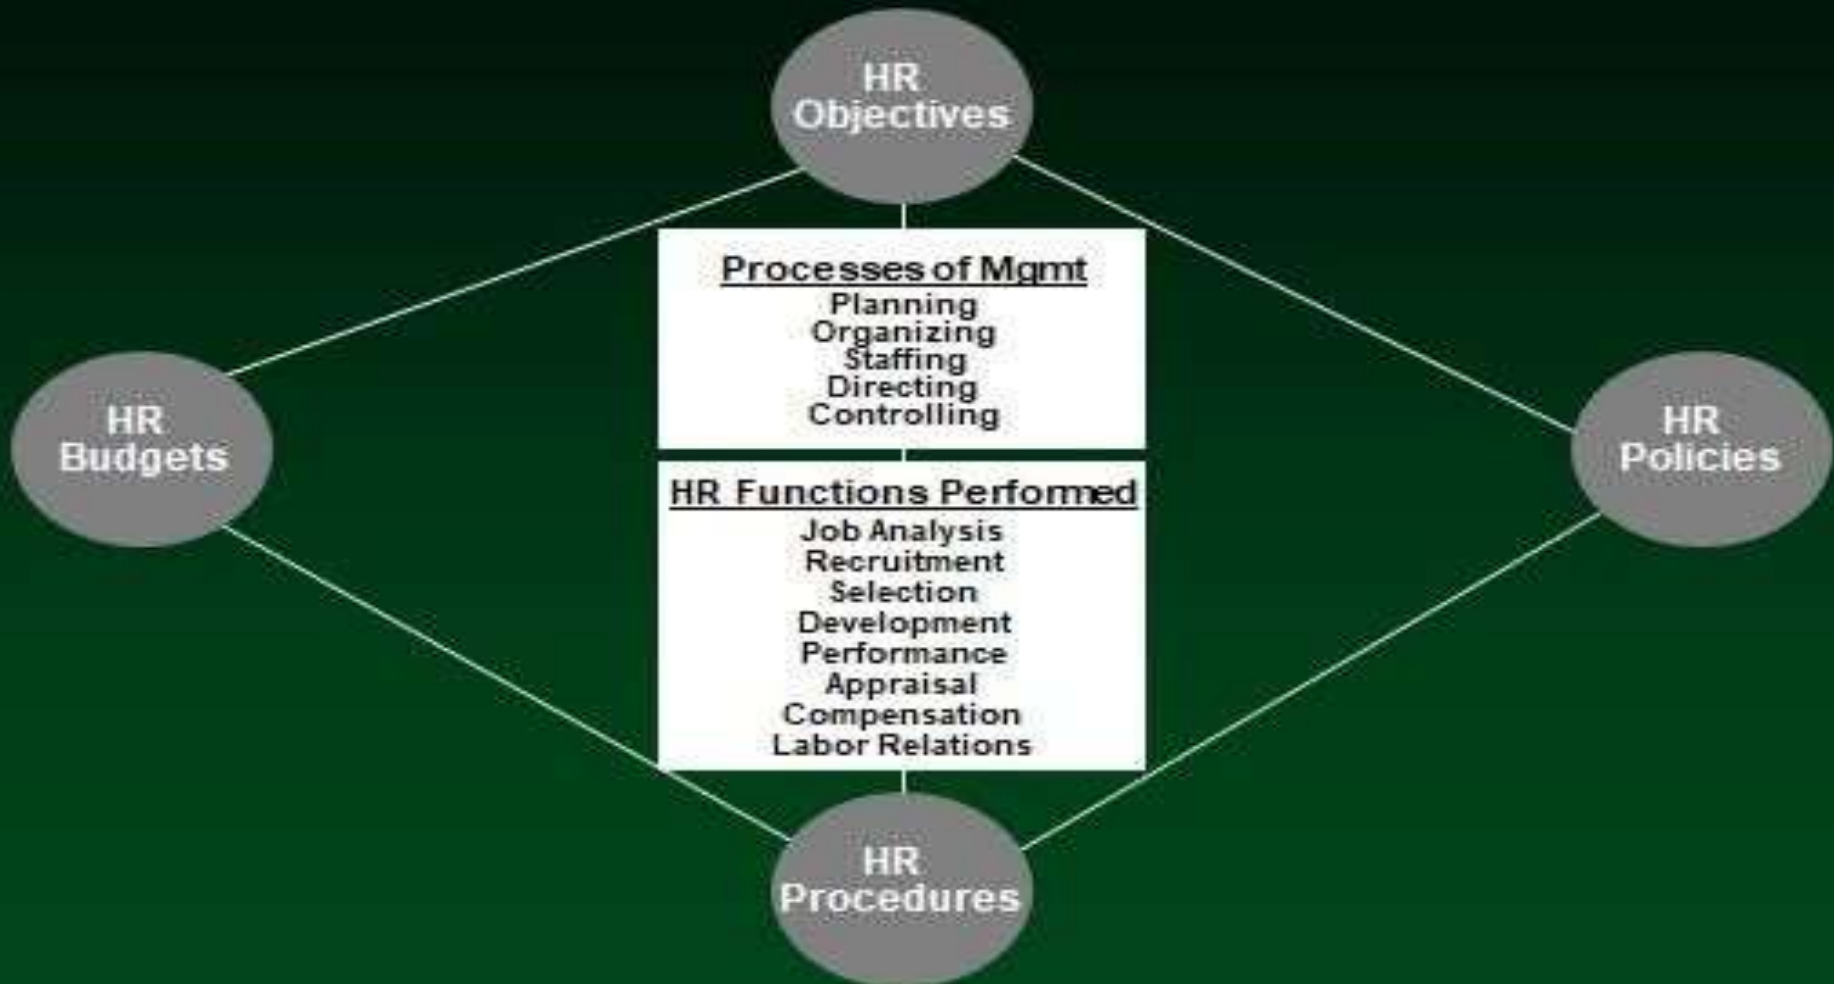 HR
Objectives
Processes of Mgmt
Planning
Organizing
Staffing
Directing
Controlling
HR
Budgets
HR
Policies
HR Functions Performed
Job Analysis
Recruitment
Selection
Development
Performance
Appraisal
Compensation
Labor Relations
HR
Procedures